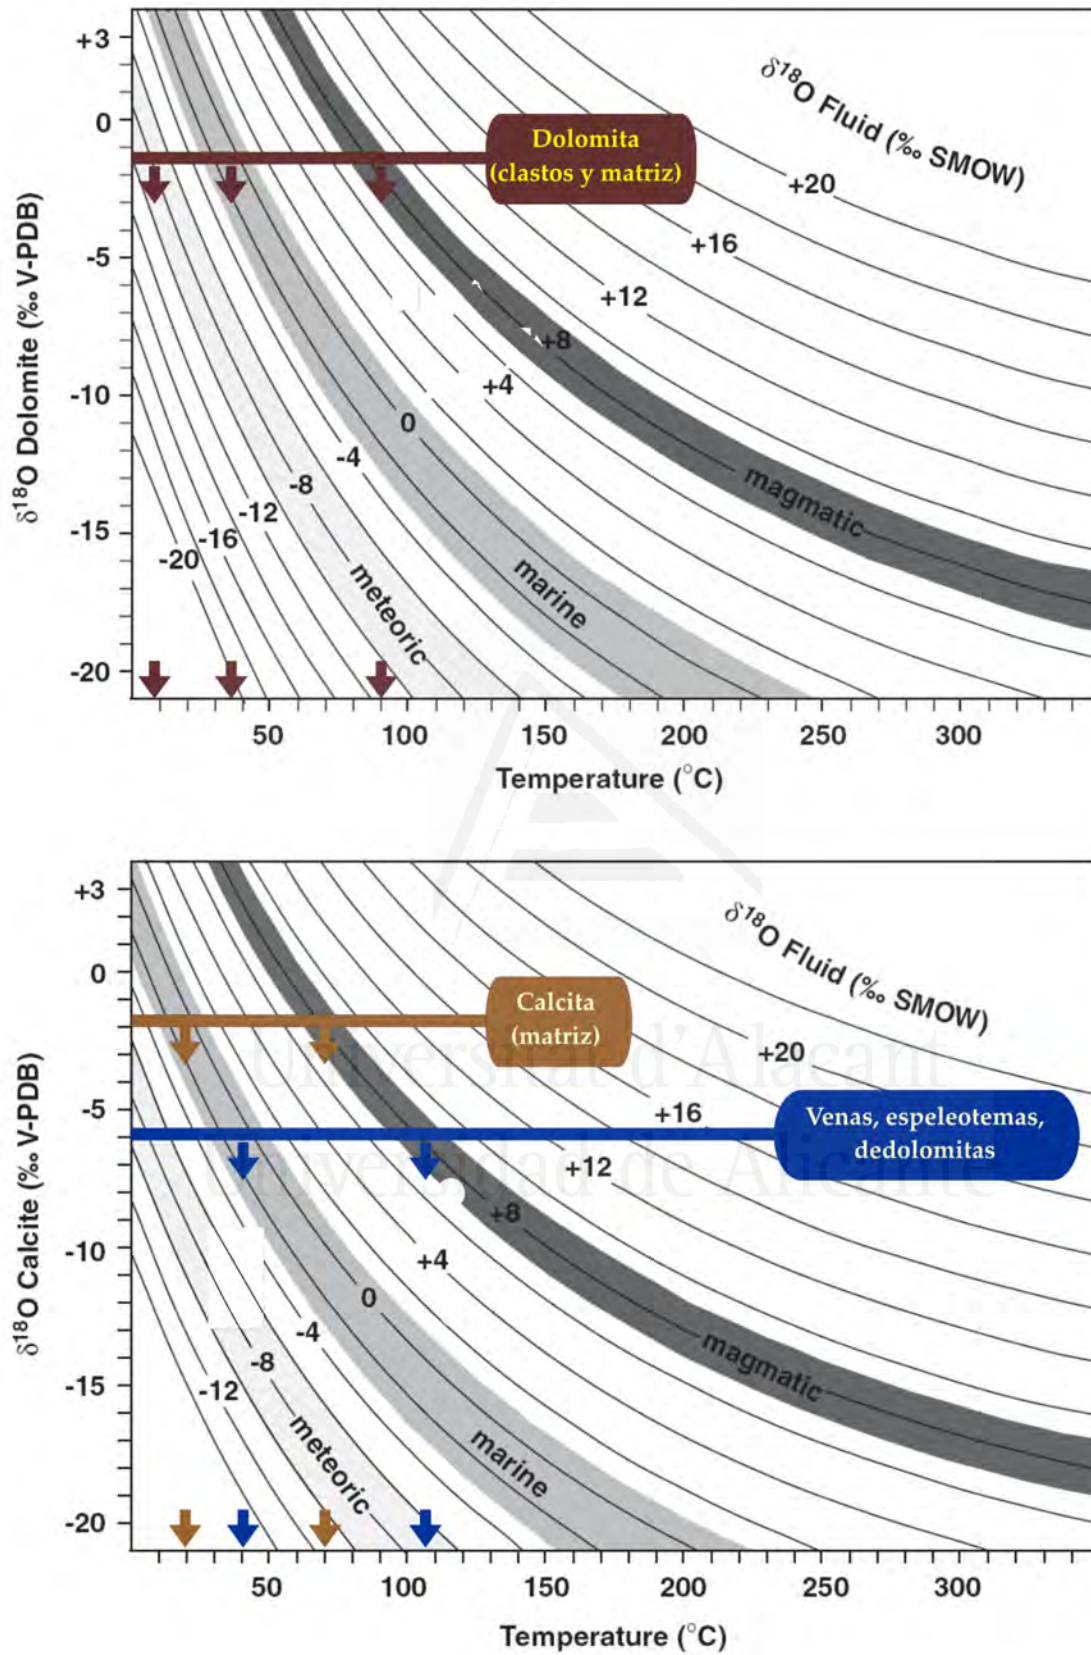 +3
0
-5
-10
-15
-20
δ18O Dolomite (‰ V-PDB)
Dolomita
(clastos y matriz)
δ18O Fluid (‰ SMOW)
+20
+16
+12
+8
+4
0
-4
-8
-12
-16
-20
magmatic
marine
meteoric
50 100 150 200 250 300
Temperature (°C)
+3
0
-5
-10
-15
-20
δ18O Calcite (‰ V-PDB)
Calcita
(matriz)
δ18O Fluid (‰ SMOW)
+20
+16
+12
+8
+4
0
-4
-8
-12
Venas, espeleotemas,
dedolomitas
magmatic
marine
meteoric
Universitat d'Alacant
Universidad de Alicante
50 100 150 200 250 300
Temperature (°C)